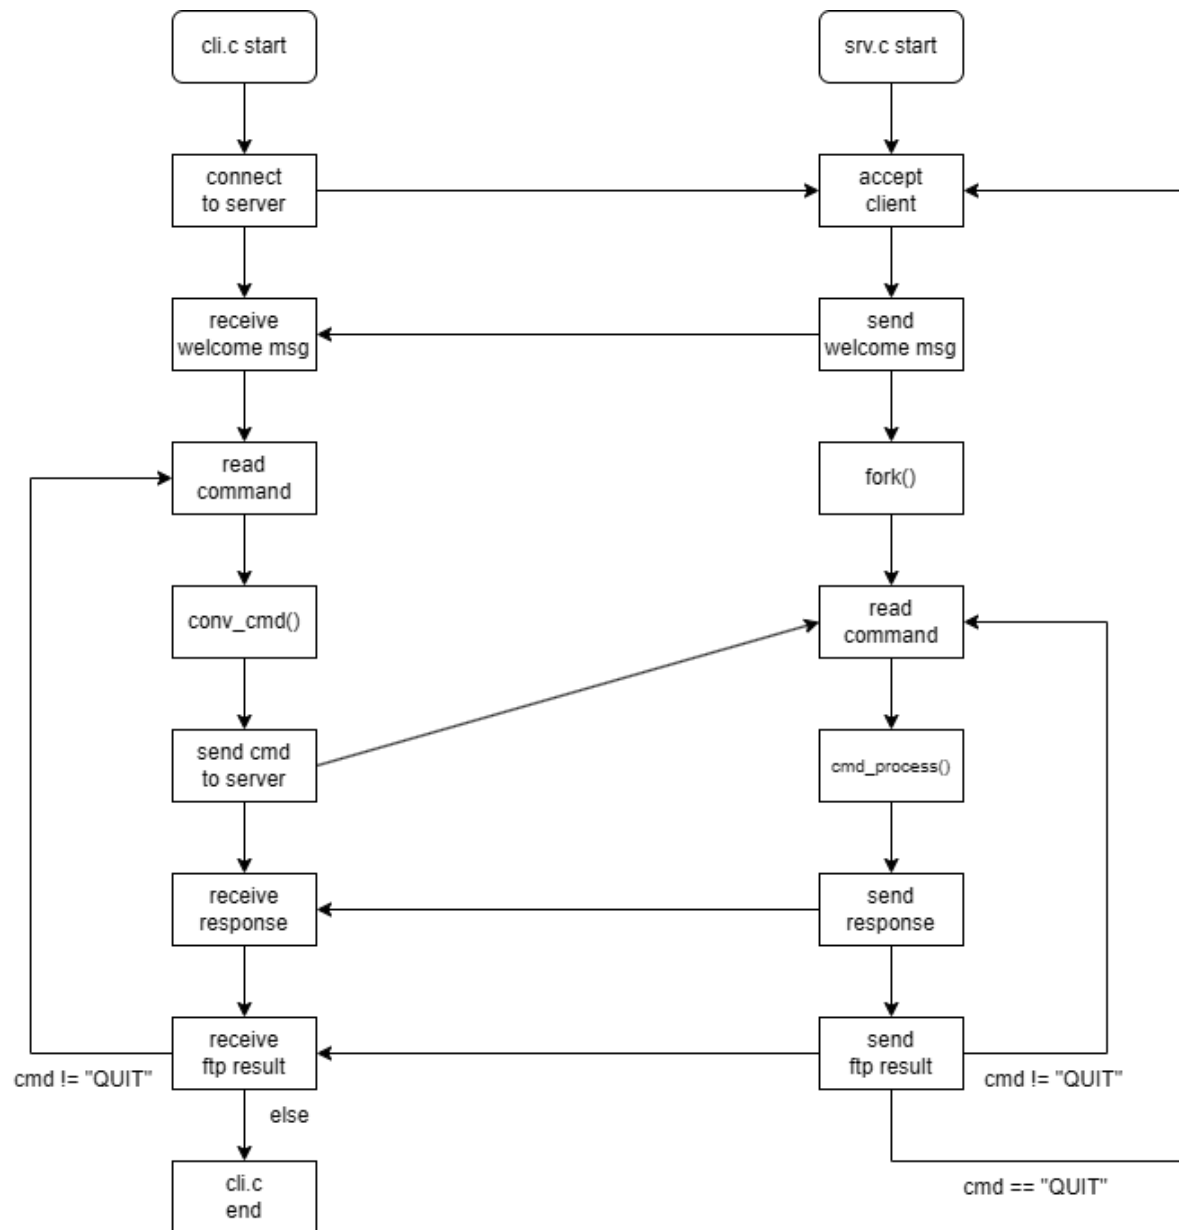 cli.c start
srv.c start
connect
to server
accept
client
receive
welcome msg
send
welcome msg
read
command
fork()
conv_cmd()
read
command
send cmd
to server
cmd_process()
receive
response
send
response
receive
ftp result
send
ftp result
cmd != "QUIT"
cmd != "QUIT"
else
cli.c
end
cmd == "QUIT"